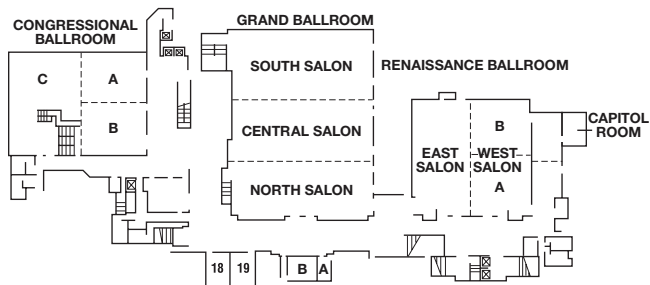 CONGRESSIONAL
BALLROOM
C
A
B
GRAND BALLROOM
SOUTH SALON
CENTRAL SALON
NORTH SALON
RENAISSANCE BALLROOM
EAST
SALON
WEST
SALON
B
A
CAPITOL
ROOM
18
19
B
A